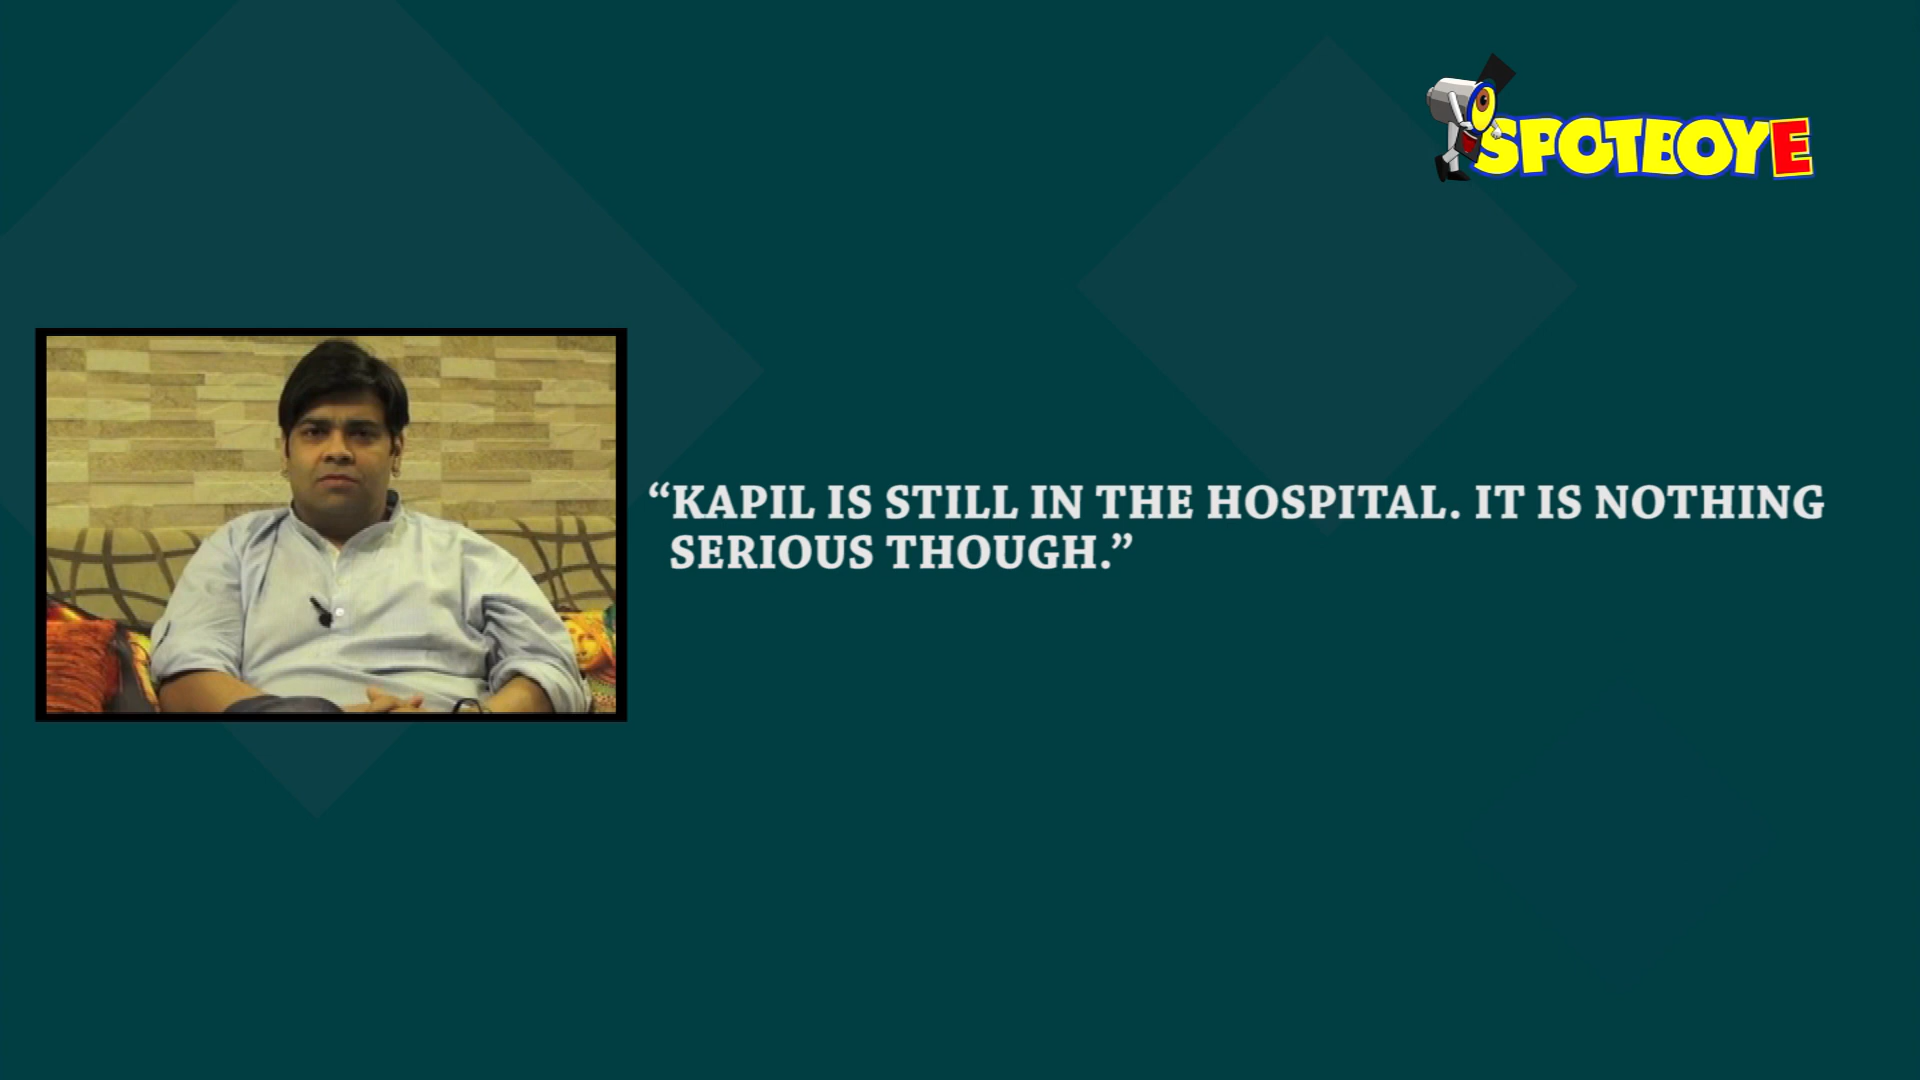 SPOTBOYE
“KAPIL IS STILL IN THE HOSPITAL. IT IS NOTHING
SERIOUS THOUGH.”